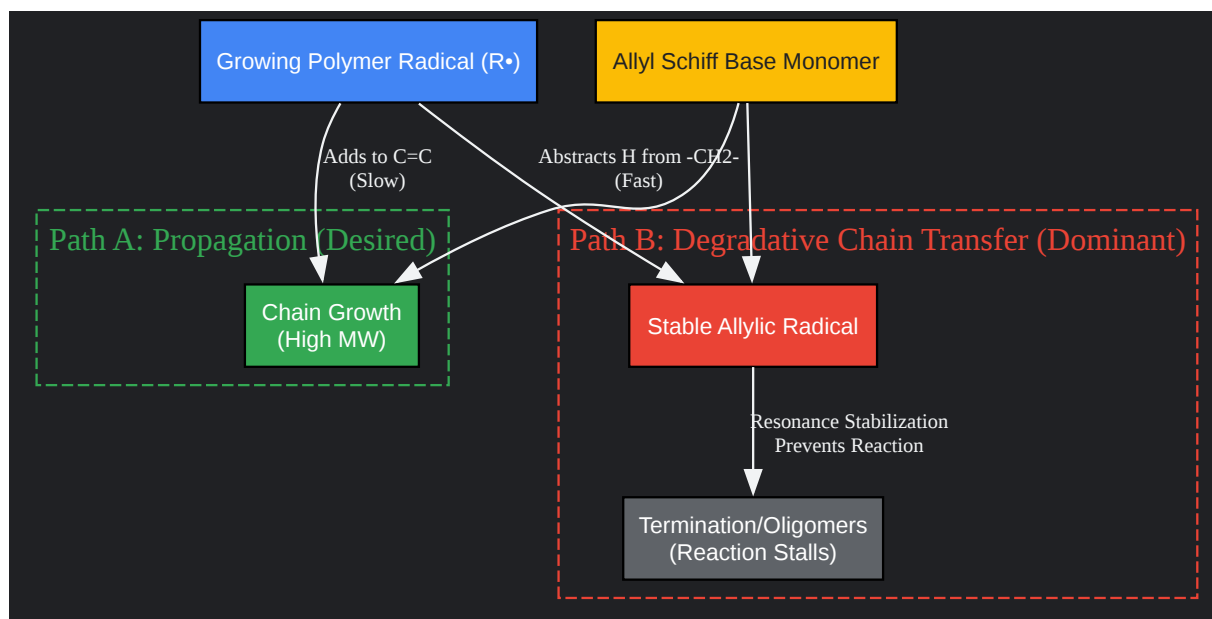 Growing Polymer Radical (R•)
Allyl Schiff Base Monomer
Adds to C=C
(Slow)
Abstracts H from -CH2-
(Fast)
Path A: Propagation (Desired)
Path B: Degradative Chain Transfer (Dominant)
Chain Growth
(High MW)
Stable Allylic Radical
Resonance Stabilization
Prevents Reaction
Termination/Oligomers
(Reaction Stalls)